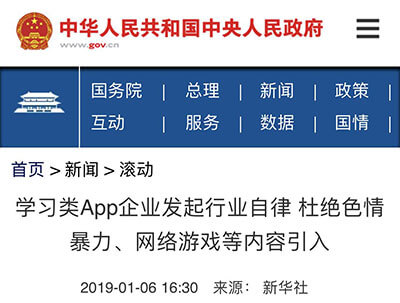 中华人民共和国中央人民政府
www.gov.cn
国务院 | 总理 | 新闻 | 政策 |
互动 | 服务 | 数据 | 国情 |
首页 > 新闻 > 滚动
学习类App企业发起行业自律 杜绝色情
暴力、网络游戏等内容引入
2019-01-06 16:30 来源： 新华社